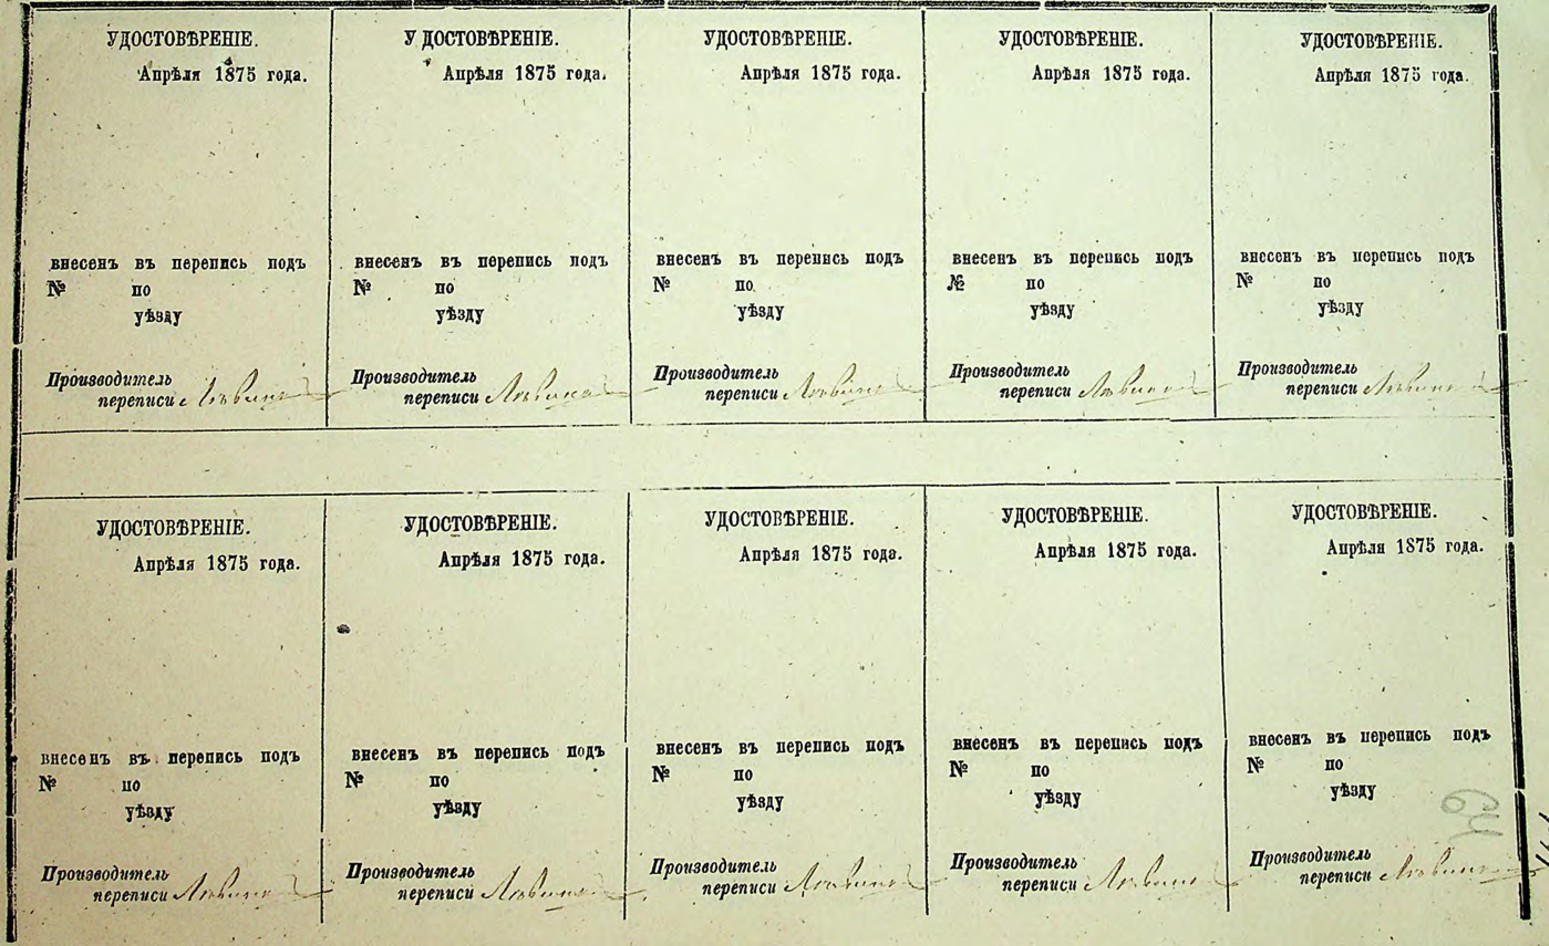 УДОСТОВѢРЕНІЕ.
Апрѣля 1875 года.
внесенъ въ перепись подъ
№ по
уѣзду
Производитель
переписи
УДОСТОВѢРЕНІЕ.
Апрѣля 1875 года.
внесенъ въ перепись подъ
№ по
уѣзду
Производитель
переписи
УДОСТОВѢРЕНІЕ.
Апрѣля 1875 года.
внесенъ въ перепись подъ
№ по
уѣзду
Производитель
переписи
УДОСТОВѢРЕНІЕ.
Апрѣля 1875 года.
внесенъ въ перепись подъ
№ по
уѣзду
Производитель
переписи
УДОСТОВѢРЕНІЕ.
Апрѣля 1875 года.
внесенъ въ перепись подъ
№ по
уѣзду
Производитель
переписи
УДОСТОВѢРЕНІЕ.
Апрѣля 1875 года.
внесенъ въ перепись подъ
№ по
уѣзду
Производитель
переписи
УДОСТОВѢРЕНІЕ.
Апрѣля 1875 года.
внесенъ въ перепись подъ
№ по
уѣзду
Производитель
переписи
УДОСТОВѢРЕНІЕ.
Апрѣля 1875 года.
внесенъ въ перепись подъ
№ по
уѣзду
Производитель
переписи
УДОСТОВѢРЕНІЕ.
Апрѣля 1875 года.
внесенъ въ перепись подъ
№ по
уѣзду
Производитель
переписи
УДОСТОВѢРЕНІЕ.
Апрѣля 1875 года.
внесенъ въ перепись подъ
№ по
уѣзду
Производитель
переписи
64